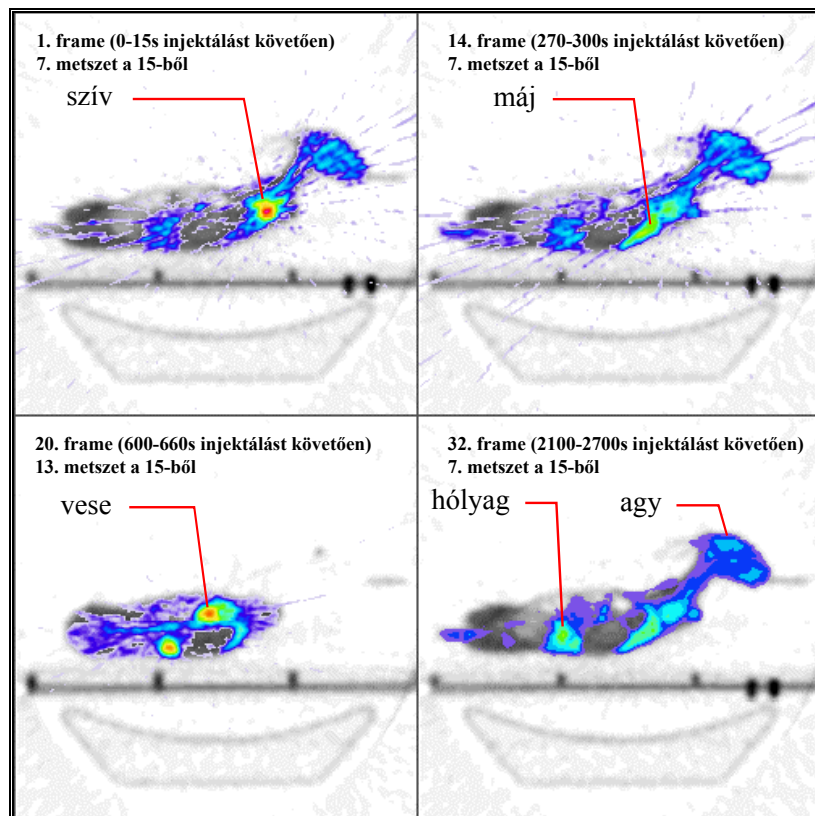 1. frame (0-15s injektálást követően)
7. metszet a 15-ből
szív
14. frame (270-300s injektálást követően)
7. metszet a 15-ből
máj
20. frame (600-660s injektálást követően)
13. metszet a 15-ből
vese
32. frame (2100-2700s injektálást követően)
7. metszet a 15-ből
hólyag agy